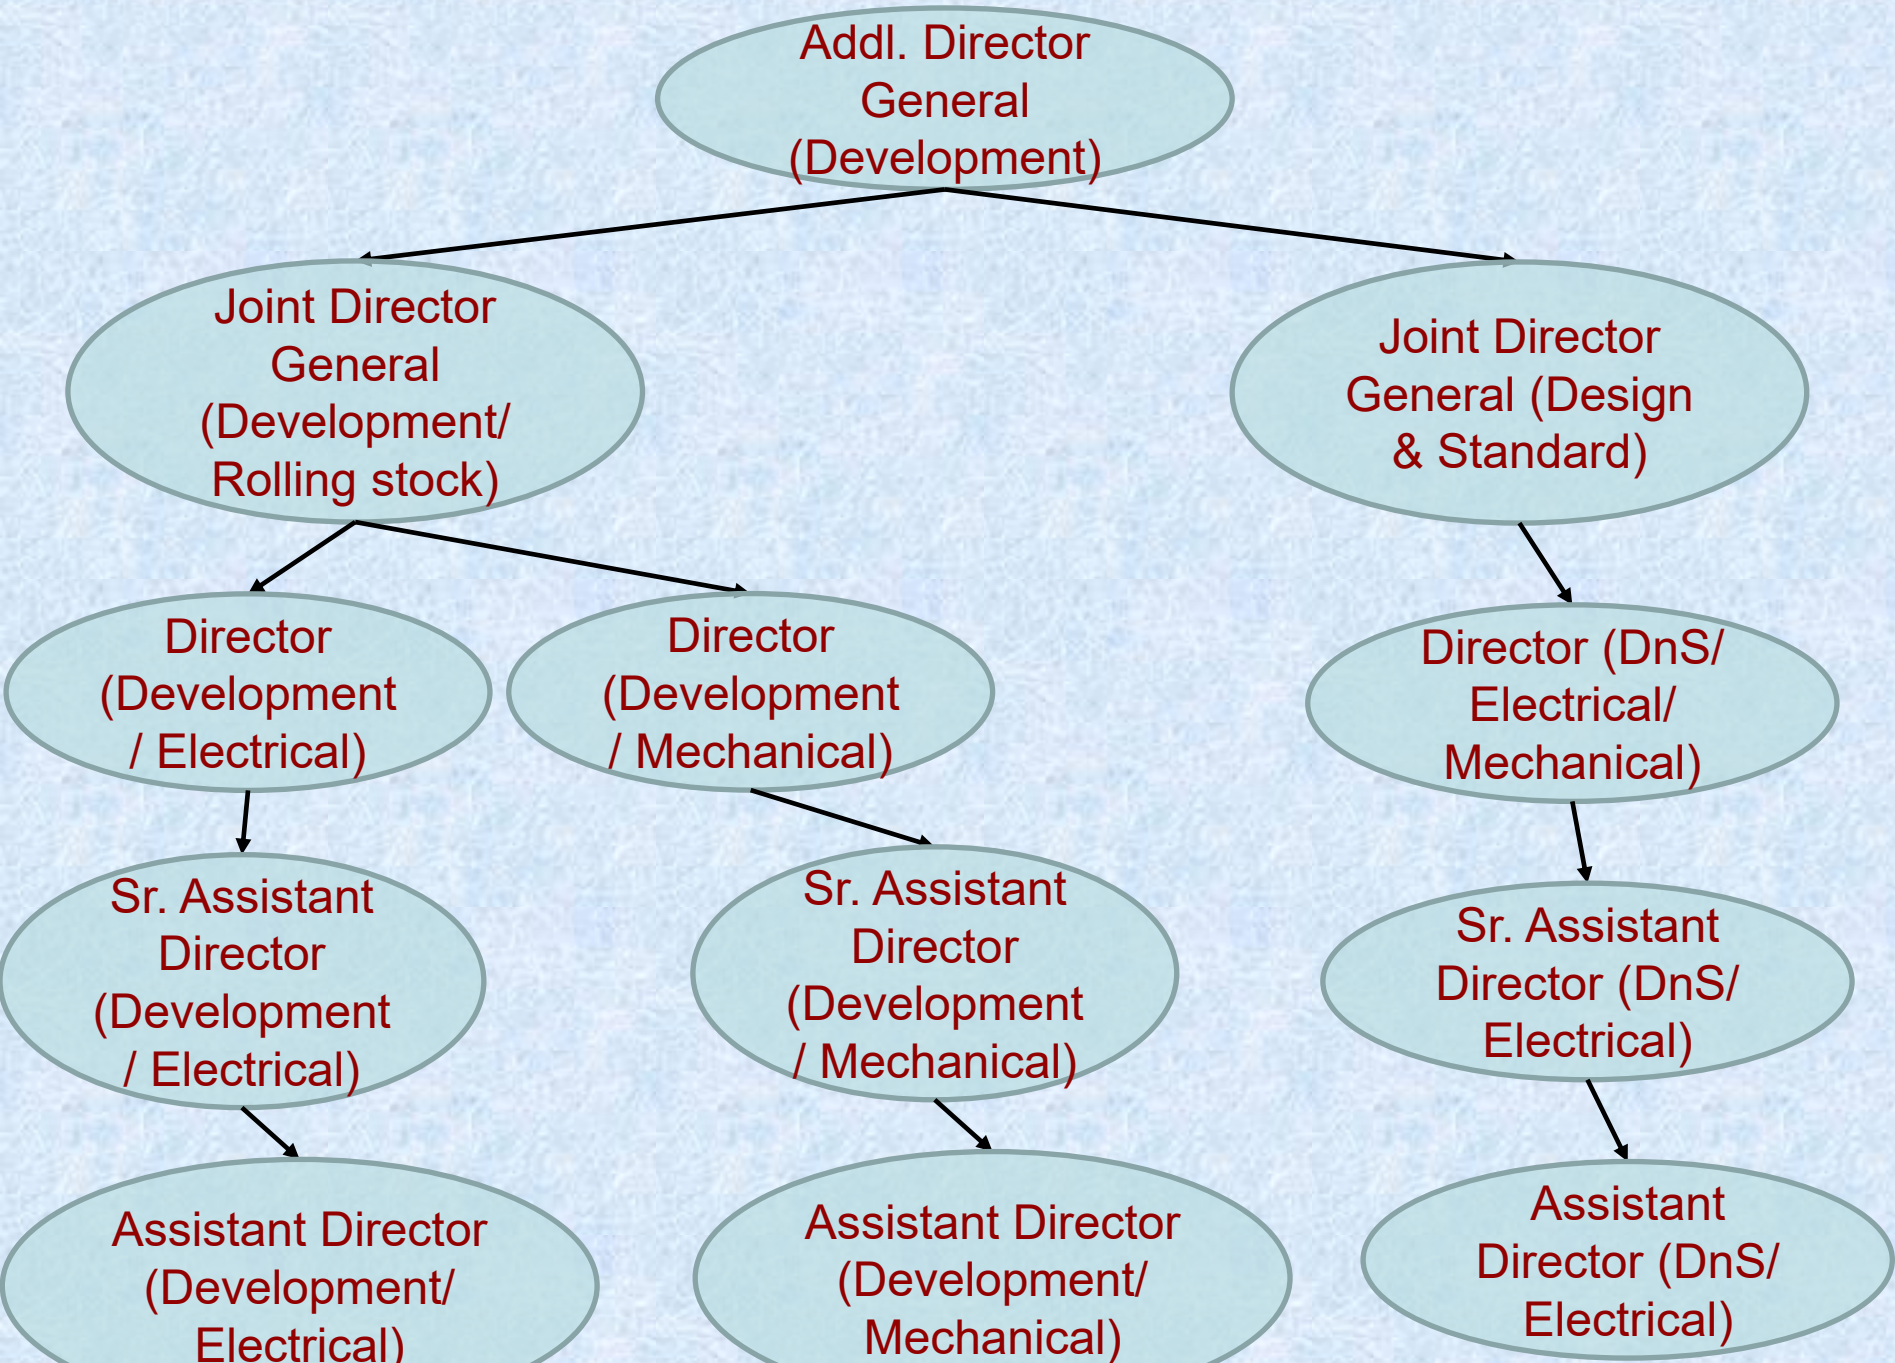 Addl. Director
General
(Development)
Joint Director
General
(Development/
Rolling stock)
Joint Director
General (Design
& Standard)
Director
(Development
/ Electrical)
Director
(Development
/ Mechanical)
Director (DnS/
Electrical/
Mechanical)
Sr. Assistant
Director
(Development
/ Electrical)
Sr. Assistant
Director
(Development
/ Mechanical)
Sr. Assistant
Director (DnS/
Electrical)
Assistant Director
(Development/
Electrical)
Assistant Director
(Development/
Mechanical)
Assistant
Director (DnS/
Electrical)